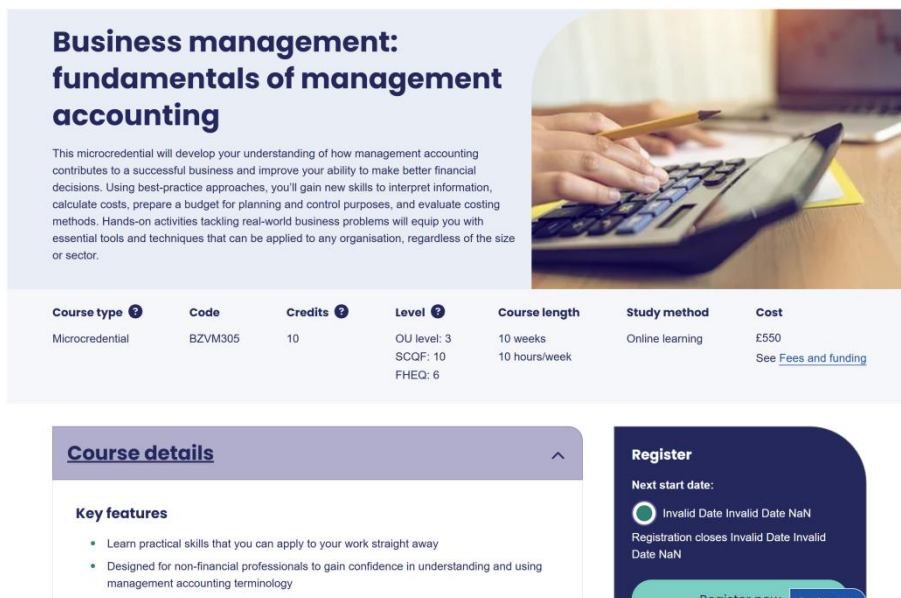 Business management:
fundamentals of management
accounting
This microcredential will develop your understanding of how management accounting
contributes to a successful business and improve your ability to make better financial
decisions. Using best-practice approaches, you'll gain new skills to interpret information,
calculate costs, prepare a budget for planning and control purposes, and evaluate costing
methods. Hands-on activities tackling real-world business problems will equip you with
essential tools and techniques that can be applied to any organisation, regardless of the size
or sector.
Course type ? Code Credits ? Level ? Course length Study method Cost
Microcredential BZVM305 10 OU level: 3 10 weeks Online learning £550
SCQF: 10 10 hours/week See Fees and funding
FHEQ: 6
Course details
Key features
• Learn practical skills that you can apply to your work straight away
• Designed for non-financial professionals to gain confidence in understanding and using
management accounting terminology
Register
Next start date:
Invalid Date Invalid Date NaN
Registration closes Invalid Date Invalid
Date NaN